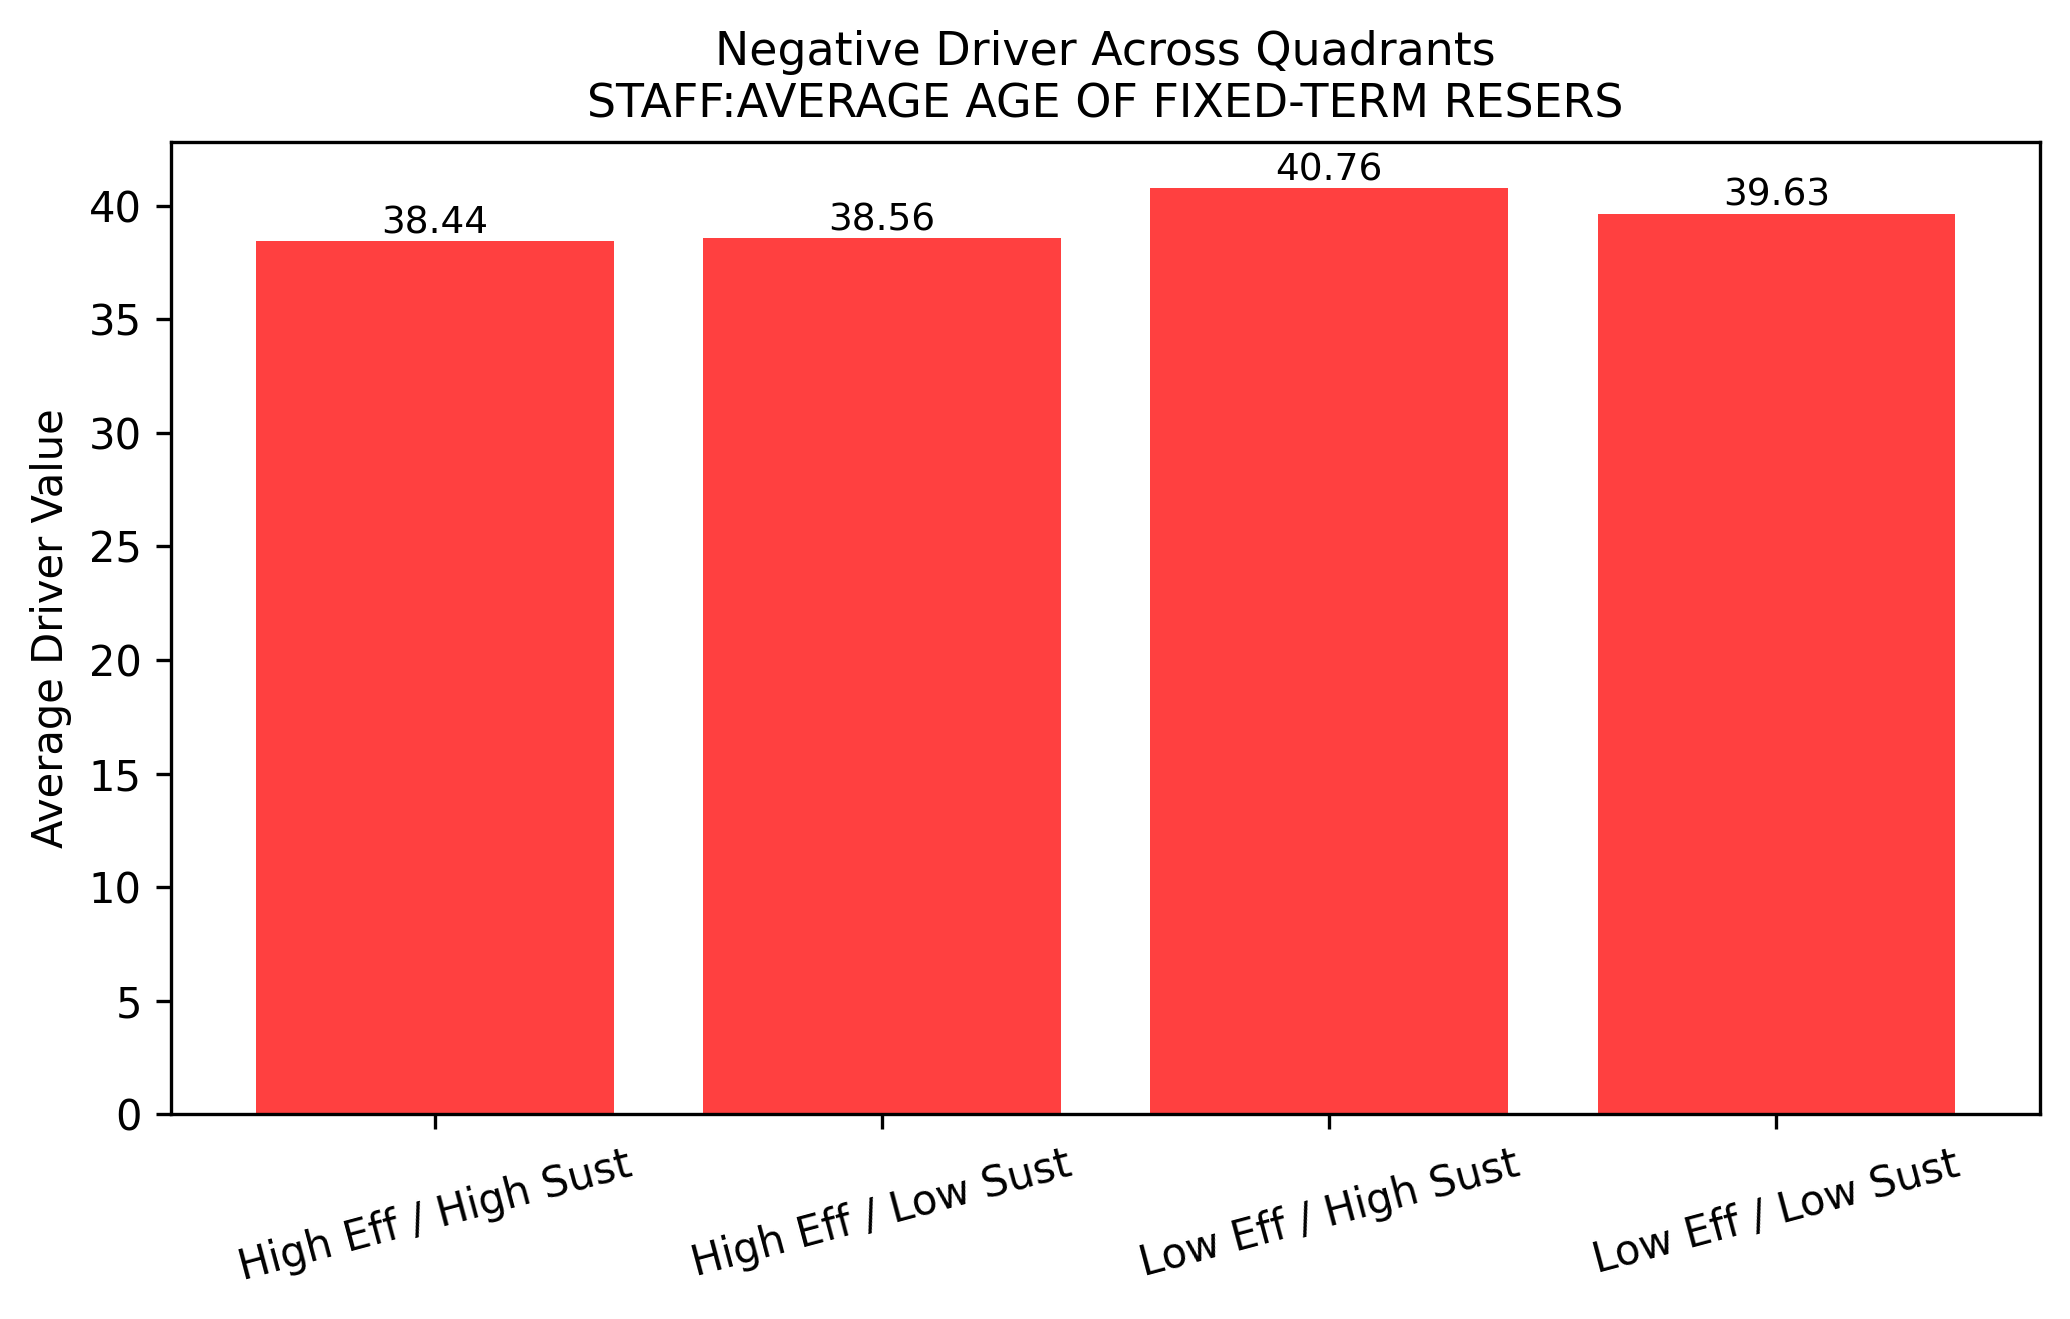 Negative Driver Across Quadrants
STAFF:AVERAGE AGE OF FIXED-TERM RESERS
Average Driver Value
40
35
30
25
20
15
10
5
0
38.44
38.56
40.76
39.63
High Eff / High Sust
High Eff / Low Sust
Low Eff / High Sust
Low Eff / Low Sust